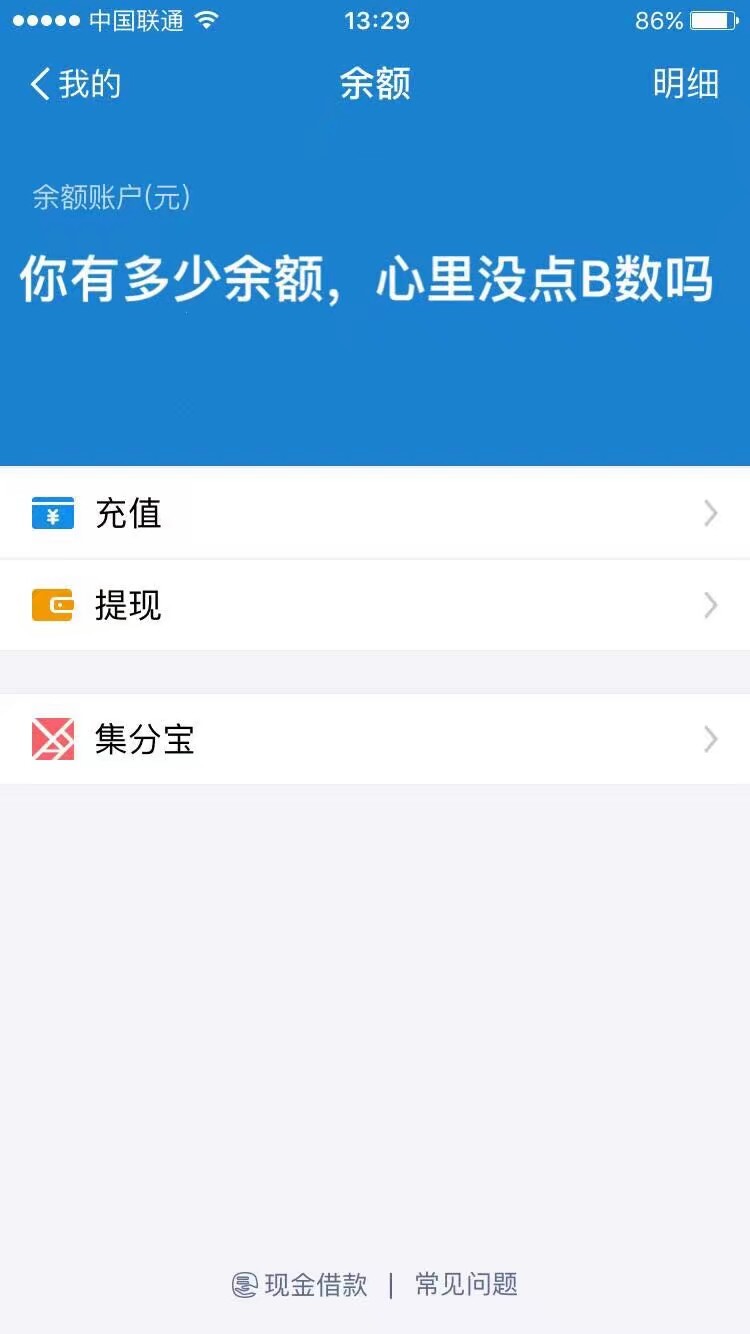 中国联通 13:29 86%
我的 余额 明细
余额账户(元)
你有多少余额，心里没点B数吗
充值
提现
集分宝
现金借款 | 常见问题